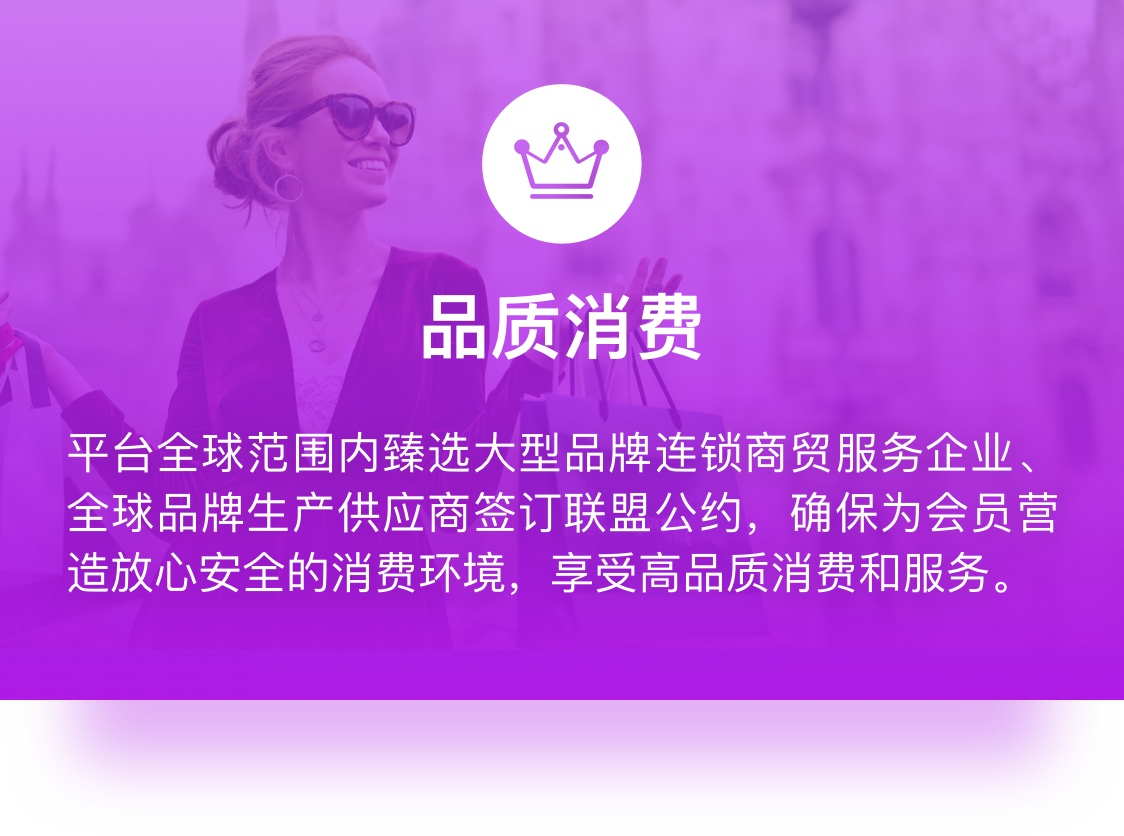 品质消费
平台全球范围内臻选大型品牌连锁商贸服务企业、
全球品牌生产供应商签订联盟公约，确保为会员营
造放心安全的消费环境，享受高品质消费和服务。